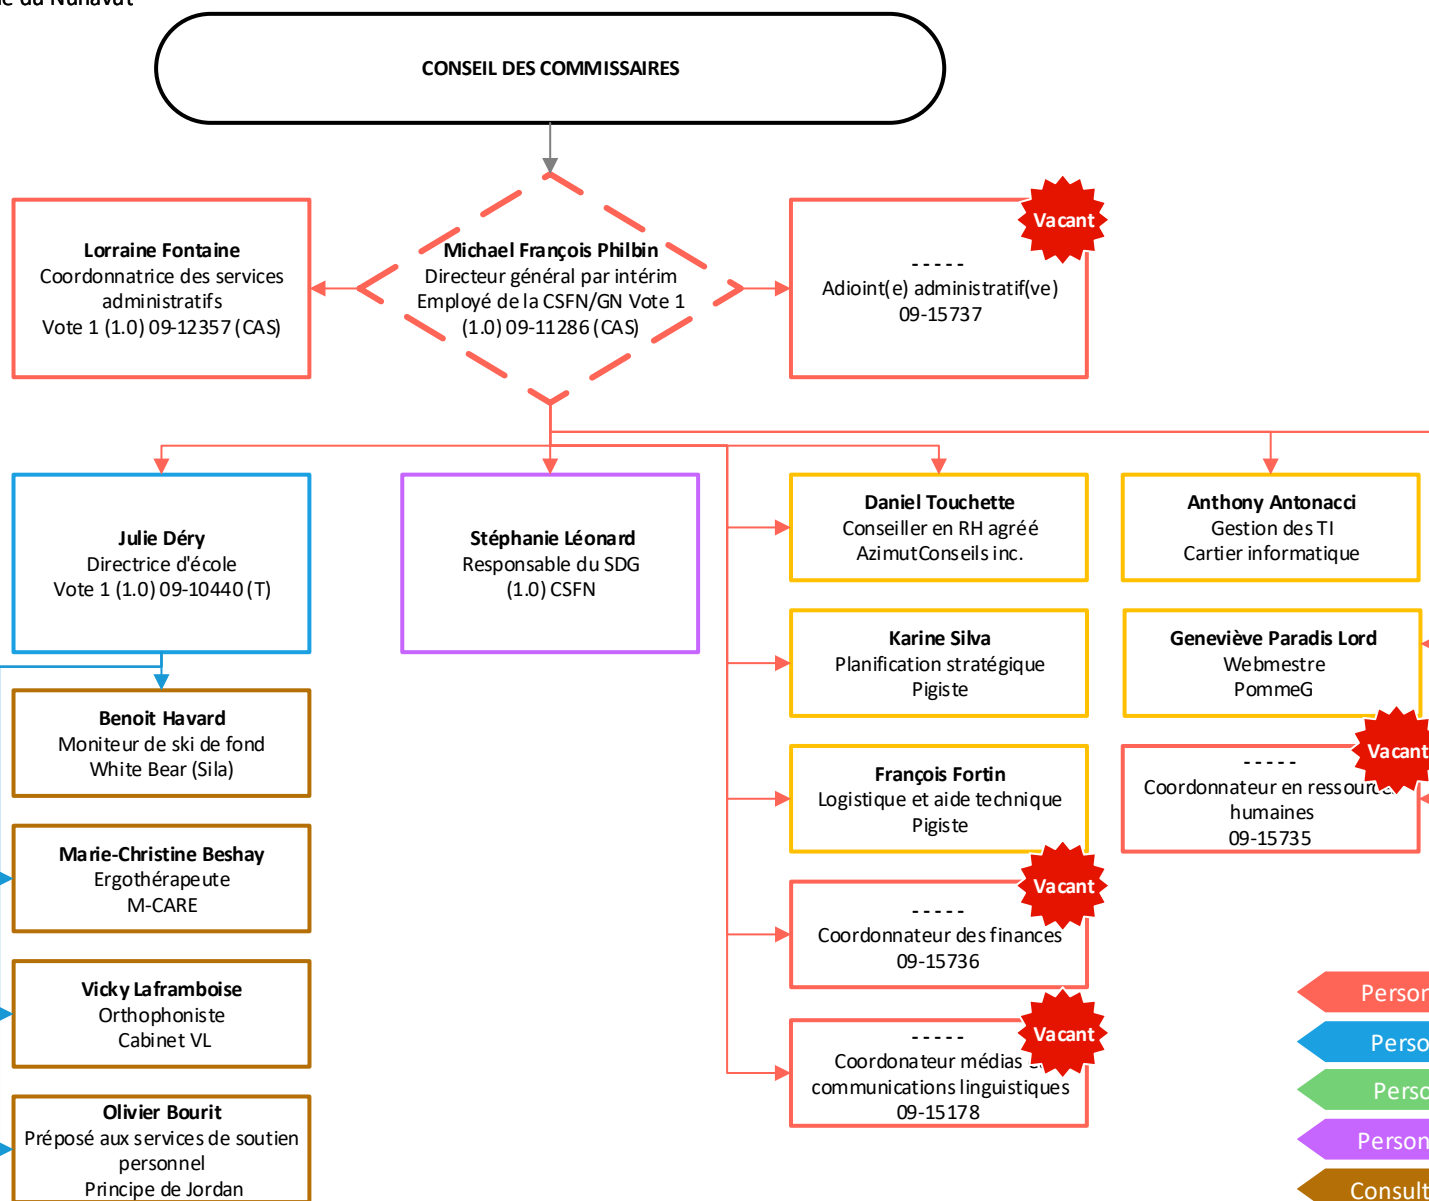 du Nunavut
CONSEIL DES COMMISSAIRES
Lorraine Fontaine
Coordonnatrice des services
administratifs
Vote 1 (1.0) 09-12357 (CAS)
Michael François Philbin
Directeur général par intérim
Employé de la CSFN/GN Vote 1
(1.0) 09-11286 (CAS)
Vacant
- - - - -
Adioint(e) administratif(ve)
09-15737
Julie Déry
Directrice d'école
Vote 1 (1.0) 09-10440 (T)
Stéphanie Léonard
Responsable du SDG
(1.0) CSFN
Daniel Touchette
Conseiller en RH agréé
AzimutConseils inc.
Anthony Antonacci
Gestion des TI
Cartier informatique
Karine Silva
Planification stratégique
Pigiste
Geneviève Paradis Lord
Webmestre
PommeG
Benoit Havard
Moniteur de ski de fond
White Bear (Sila)
François Fortin
Logistique et aide technique
Pigiste
Vacant
- - - - -
Coordonnateur en
humaines
09-15735
Marie-Christine Beshay
Ergothérapeute
M-CARE
Vacant
- - - - -
Coordonnateur des finances
09-15736
Vicky Laframboise
Orthophoniste
Cabinet VL
Vacant
- - - - -
Coordonateur médias
communications linguistiques
09-15178
Olivier Bourit
Préposé aux services de soutien
personnel
Principe de Jordan